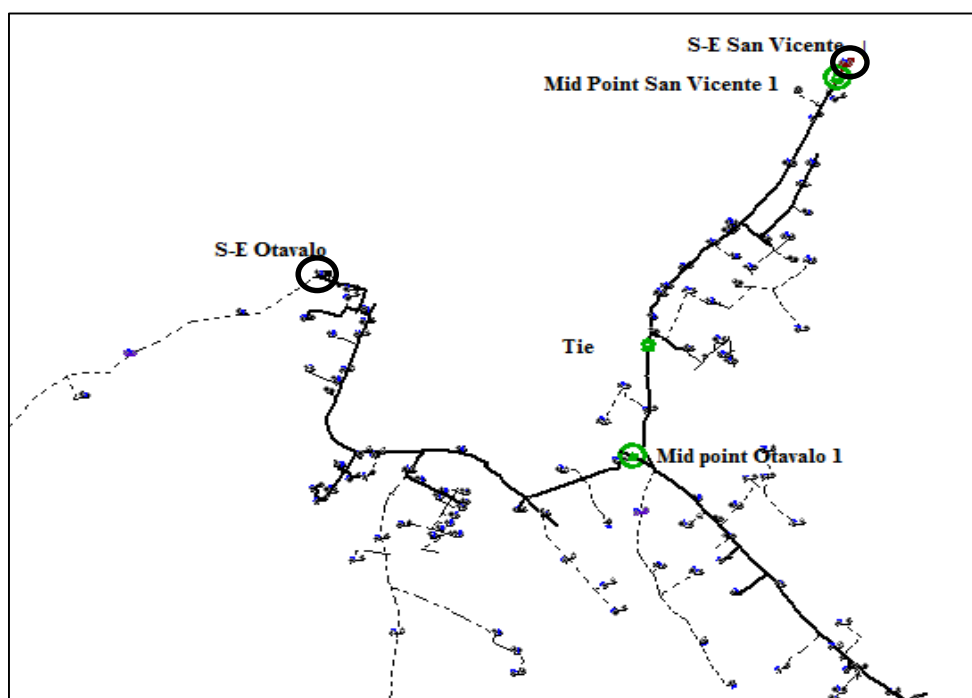 S-E San Vicente
Mid Point San Vicente 1
S-E Otavalo
Tie
Mid point Otavalo 1